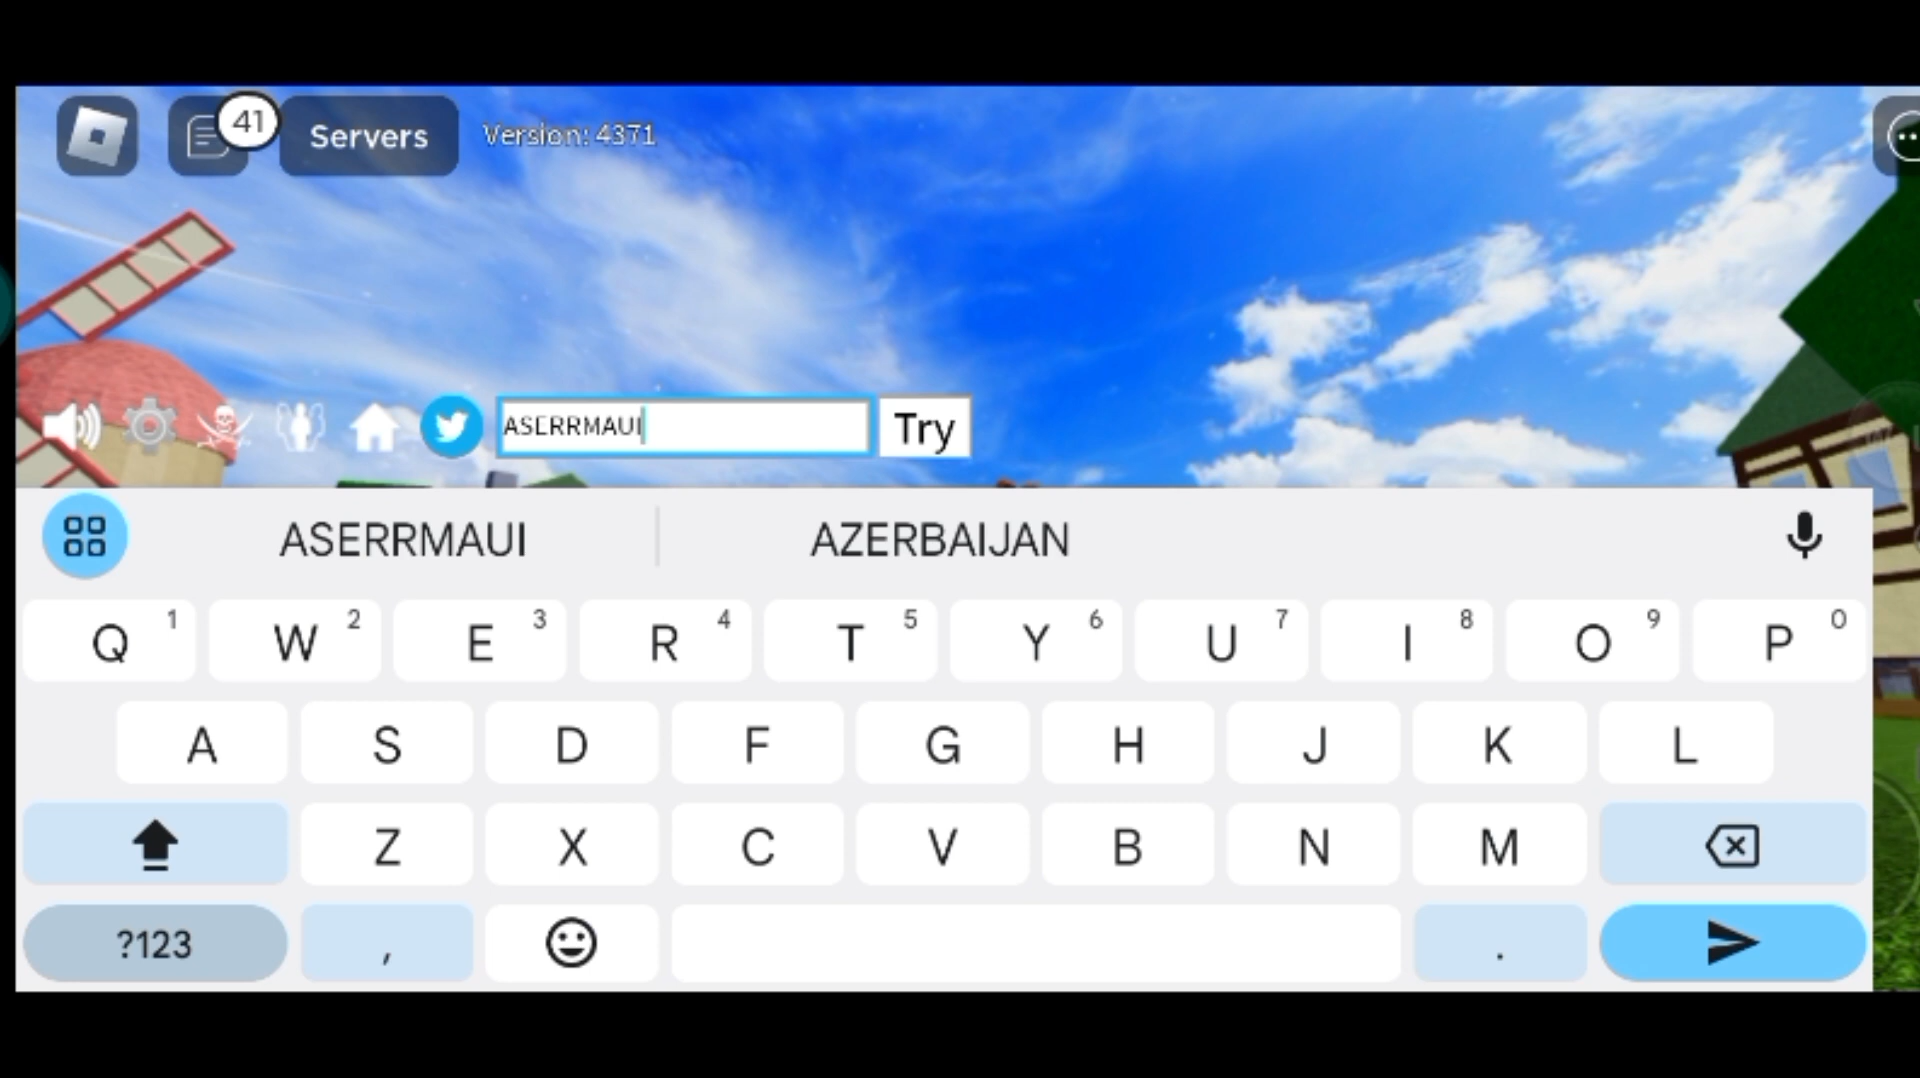 41
Servers
Version: 4371
ASERRMAUI
Try
ASERRMAUI
AZERBAIJAN
Q 1 W 2 E 3 R 4 T 5 Y 6 U 7 I 8 O 9 P 0
A S D F G H J K L
Z X C V B N M
?123 , .